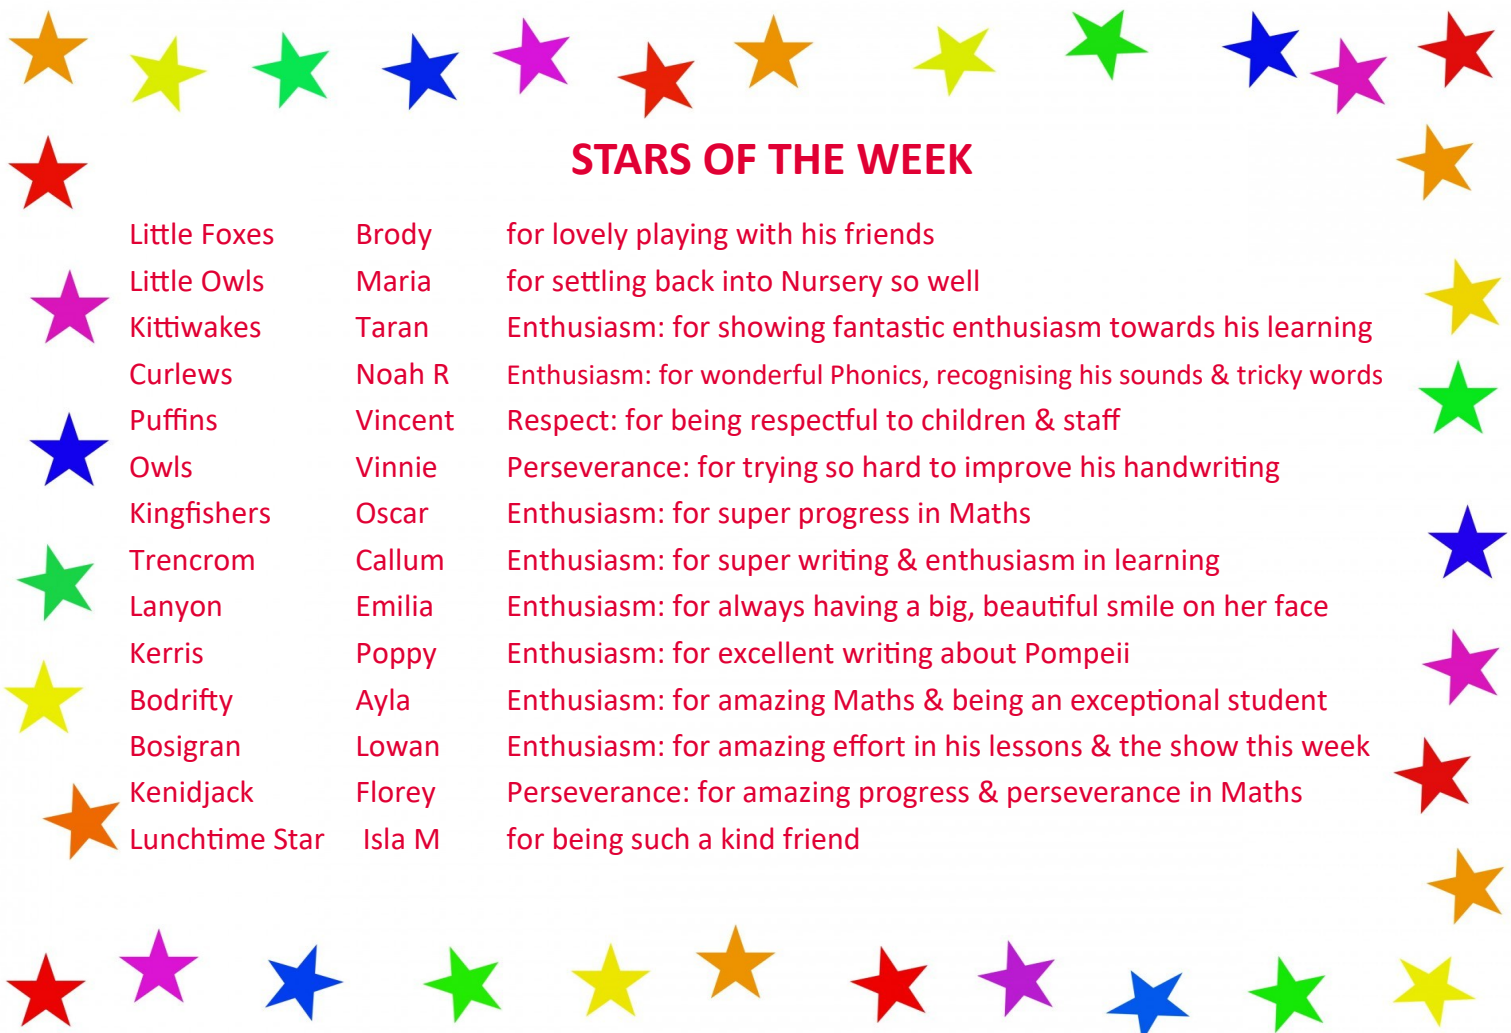 STARS OF THE WEEK
Little Foxes Brody for lovely playing with his friends
Little Owls Maria for settling back into Nursery so well
Kittiwakes Taran Enthusiasm: for showing fantastic enthusiasm towards his learning
Curlews Noah R Enthusiasm: for wonderful Phonics, recognising his sounds & tricky words
Puffins Vincent Respect: for being respectful to children & staff
Owls Vinnie Perseverance: for trying so hard to improve his handwriting
Kingfishers Oscar Enthusiasm: for super progress in Maths
Trencrom Callum Enthusiasm: for super writing & enthusiasm in learning
Lanyon Emilia Enthusiasm: for always having a big, beautiful smile on her face
Kerris Poppy Enthusiasm: for excellent writing about Pompeii
Bodrifty Ayla Enthusiasm: for amazing Maths & being an exceptional student
Bosigran Lowan Enthusiasm: for amazing effort in his lessons & the show this week
Kenidjack Florey Perseverance: for amazing progress & perseverance in Maths
Lunchtime Star Isla M for being such a kind friend